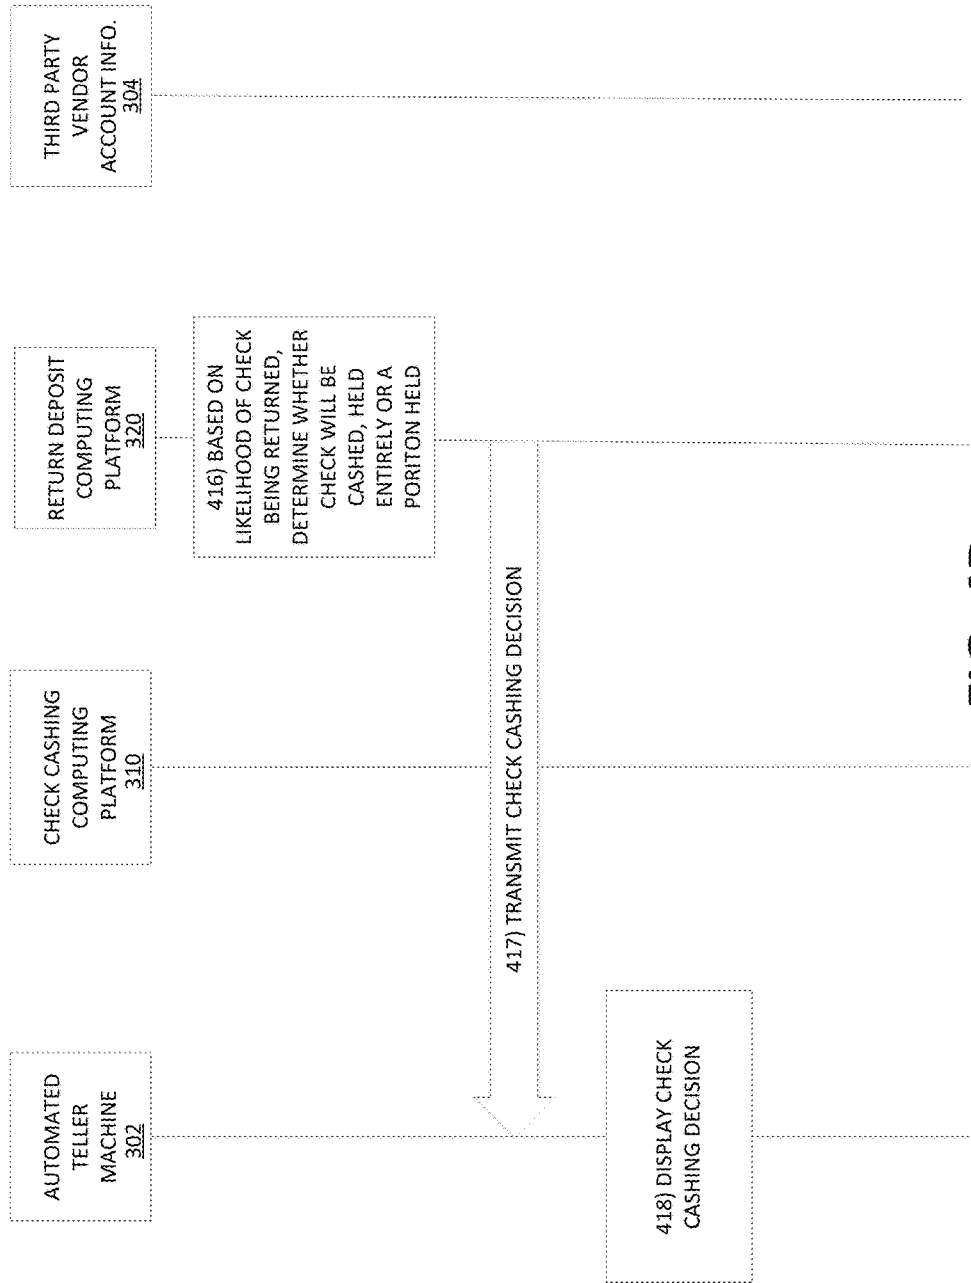 AUTOMATED
TELLER
MACHINE
302
CHECK CASHING
COMPUTING
PLATFORM
310
RETURN DEPOSIT
COMPUTING
PLATFORM
320
THIRD PARTY
VENDOR
ACCOUNT INFO.
304
416) BASED ON
LIKELIHOOD OF CHECK
BEING RETURNED,
DETERMINE WHETHER
CHECK WILL BE
CASHED, HELD
ENTIRELY OR A
PORITON HELD
417) TRANSMIT CHECK CASHING DECISION
418) DISPLAY CHECK
CASHING DECISION